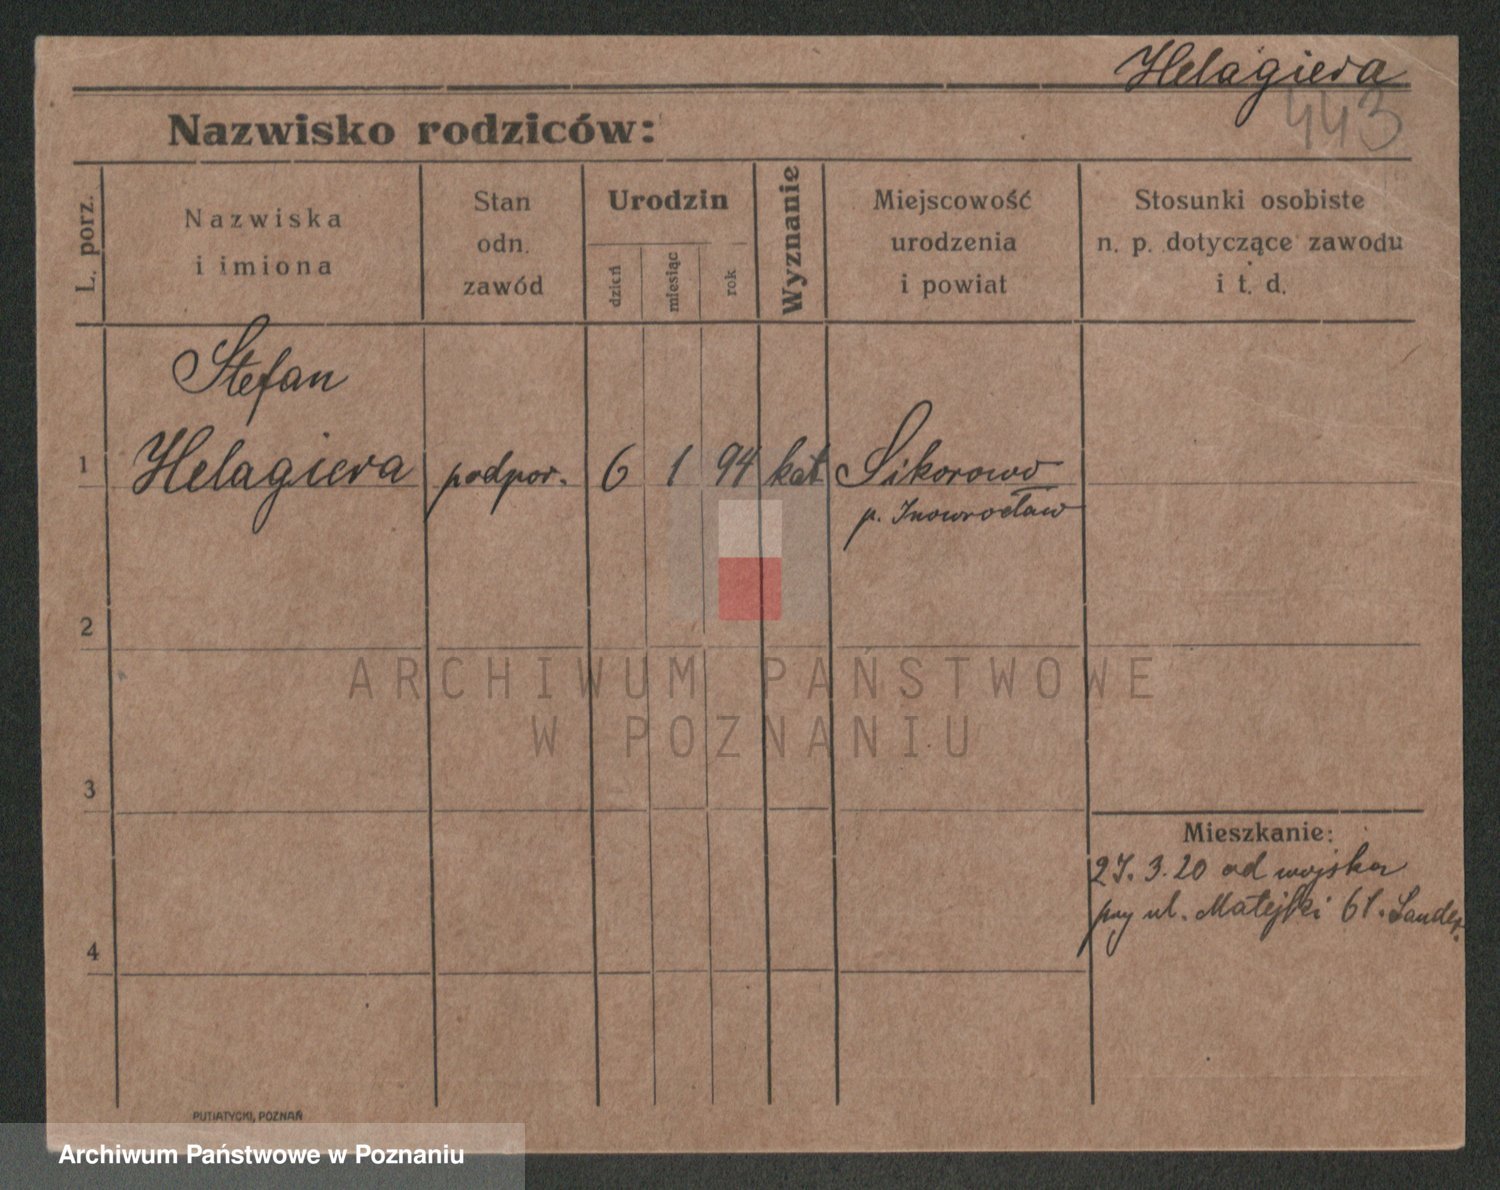 Helagiera
443
Nazwisko rodziców:
L. porz.
Nazwiska
i imiona
Stan
odn.
zawód
Urodzin
dzień
miesiąc
rok
Wyznanie
Miejscowość
urodzenia
i powiat
Stosunki osobiste
n. p. dotyczące zawodu
i t. d.
Stefan
1 Helagiera podpor. 6 1 94 kat. Sikorowo
p. Inowrocław
2
ARCHIWUM PAŃSTWOWE
W POZNANIU
3
Mieszkanie:
27. 3. 20 od wojska
przy ul. Matejki 61.
4
PUTIATYCKI, POZNAŃ
Archiwum Państwowe w Poznaniu